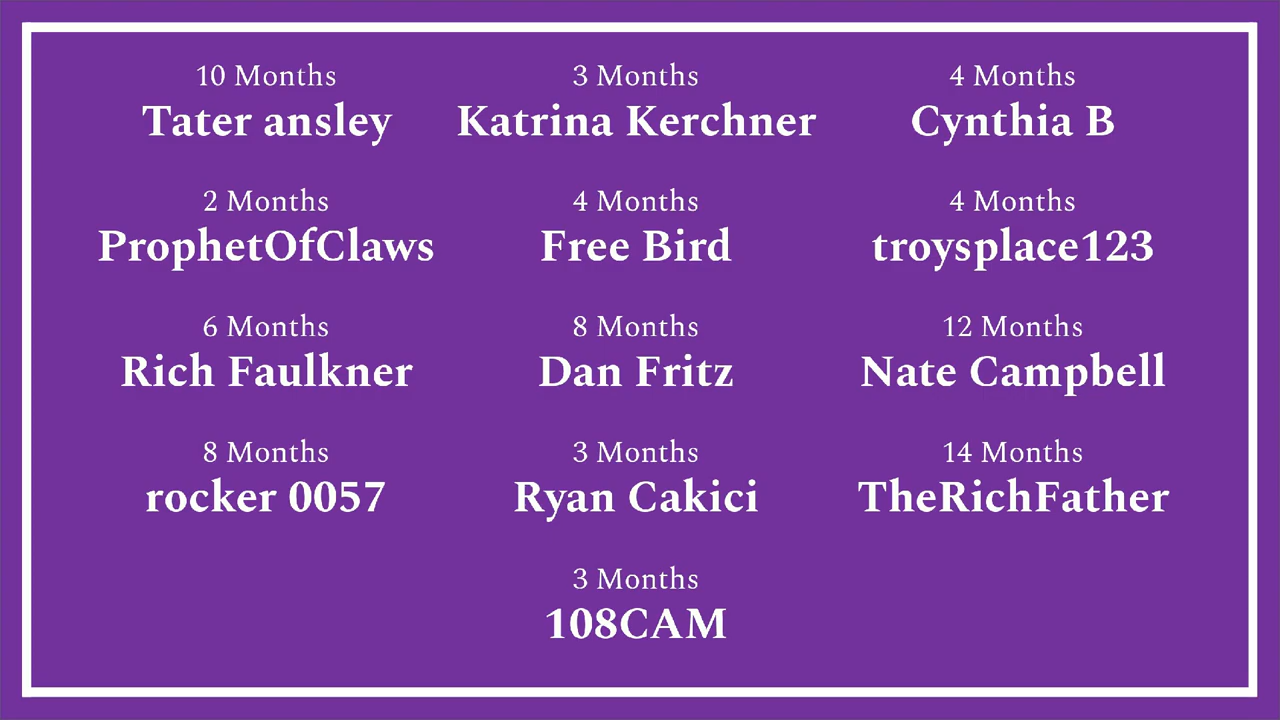 10 Months
Tater ansley
3 Months
Katrina Kerchner
4 Months
Cynthia B
2 Months
ProphetOfClaws
4 Months
Free Bird
4 Months
troysplace123
6 Months
Rich Faulkner
8 Months
Dan Fritz
12 Months
Nate Campbell
8 Months
rocker 0057
3 Months
Ryan Cakici
14 Months
TheRichFather
3 Months
108CAM